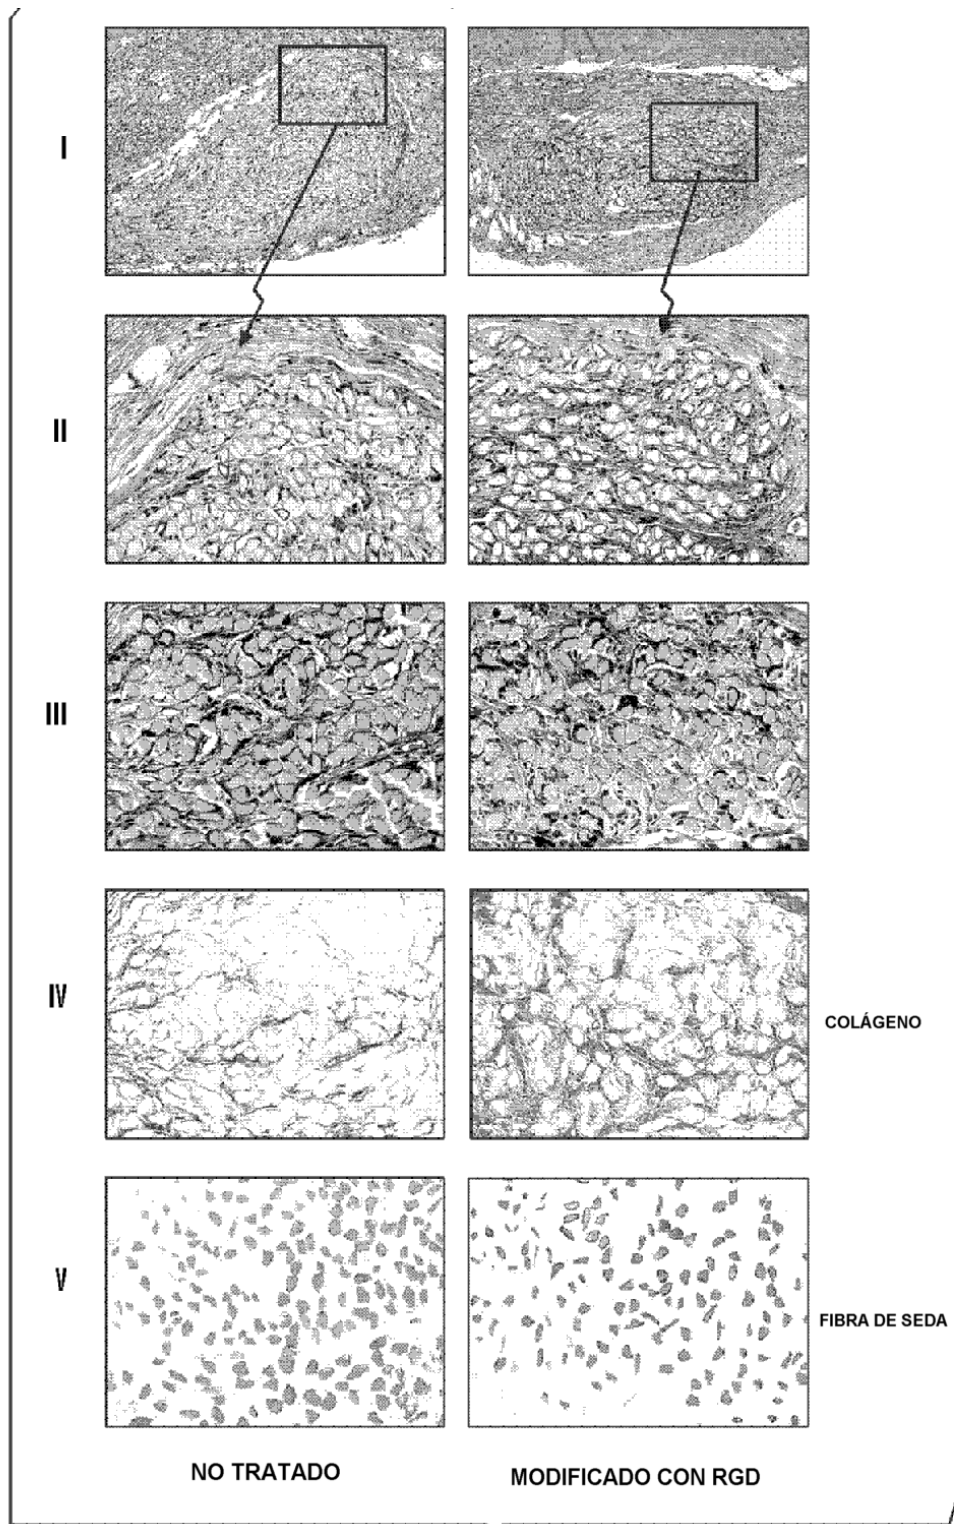 I
II
III
IV
COLÁGENO
V
FIBRA DE SEDA
NO TRATADO
MODIFICADO CON RGD